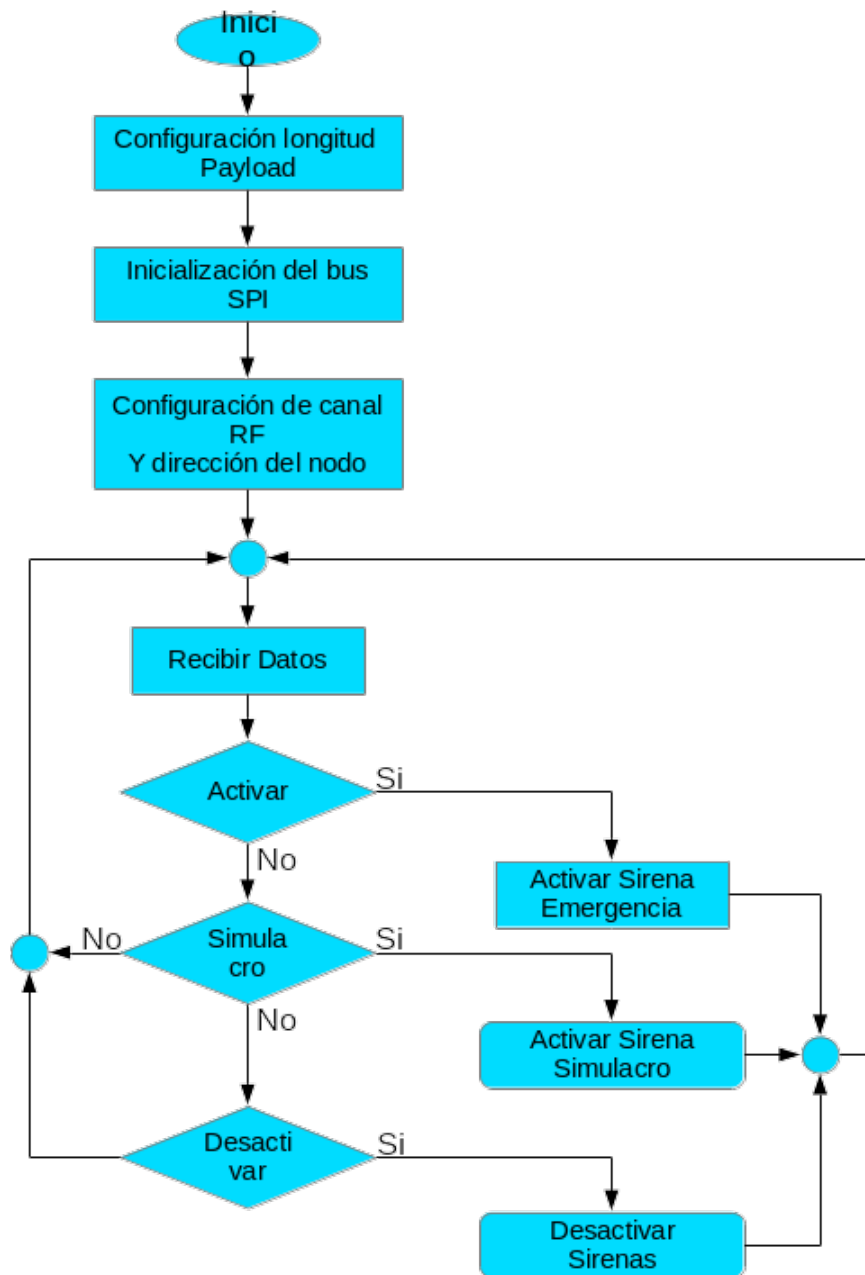 Inici
o
Configuración longitud
Payload
Inicialización del bus
SPI
Configuración de canal
RF
Y dirección del nodo
Recibir Datos
Activar
Si
No
Activar Sirena
Emergencia
Simula
cro
No
Si
No
Activar Sirena
Simulacro
Desacti
var
Si
Desactivar
Sirenas